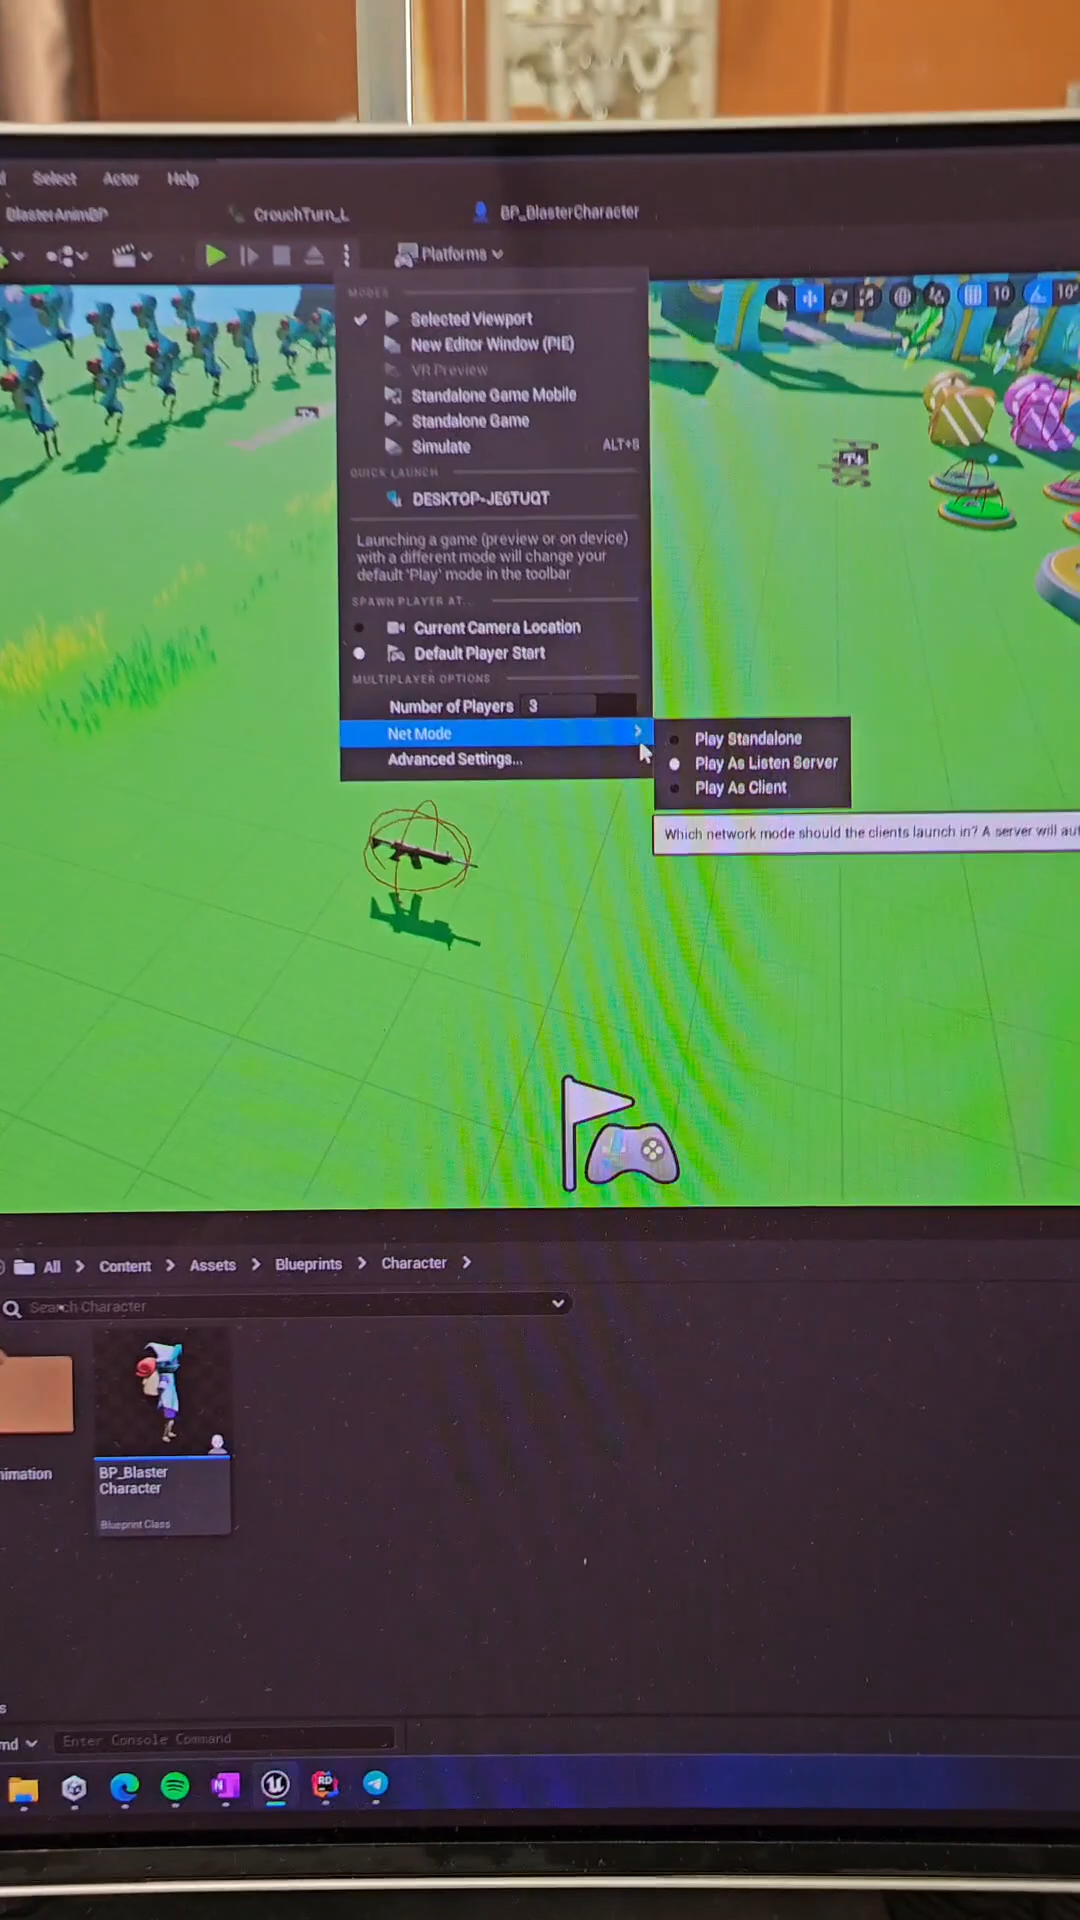 Select Actor Help
BlasterAnimBP CrouchTurn_L BP_BlasterCharacter
Platforms
MODES
Selected Viewport
New Editor Window (PIE)
VR Preview
Standalone Game Mobile
Standalone Game
Simulate ALT+S
QUICK LAUNCH
DESKTOP-JE6TUQT
Launching a game (preview or on device)
with a different mode will change your
default 'Play' mode in the toolbar
SPAWN PLAYER AT...
Current Camera Location
Default Player Start
MULTIPLAYER OPTIONS
Number of Players 3
Net Mode
Advanced Settings...
Play Standalone
Play As Listen Server
Play As Client
Which network mode should the clients launch in? A server will aut
10 10°
All Content Assets Blueprints Character
Search Character
nimation
BP_Blaster
Character
Blueprint Class
s
md Enter Console Command
N RD